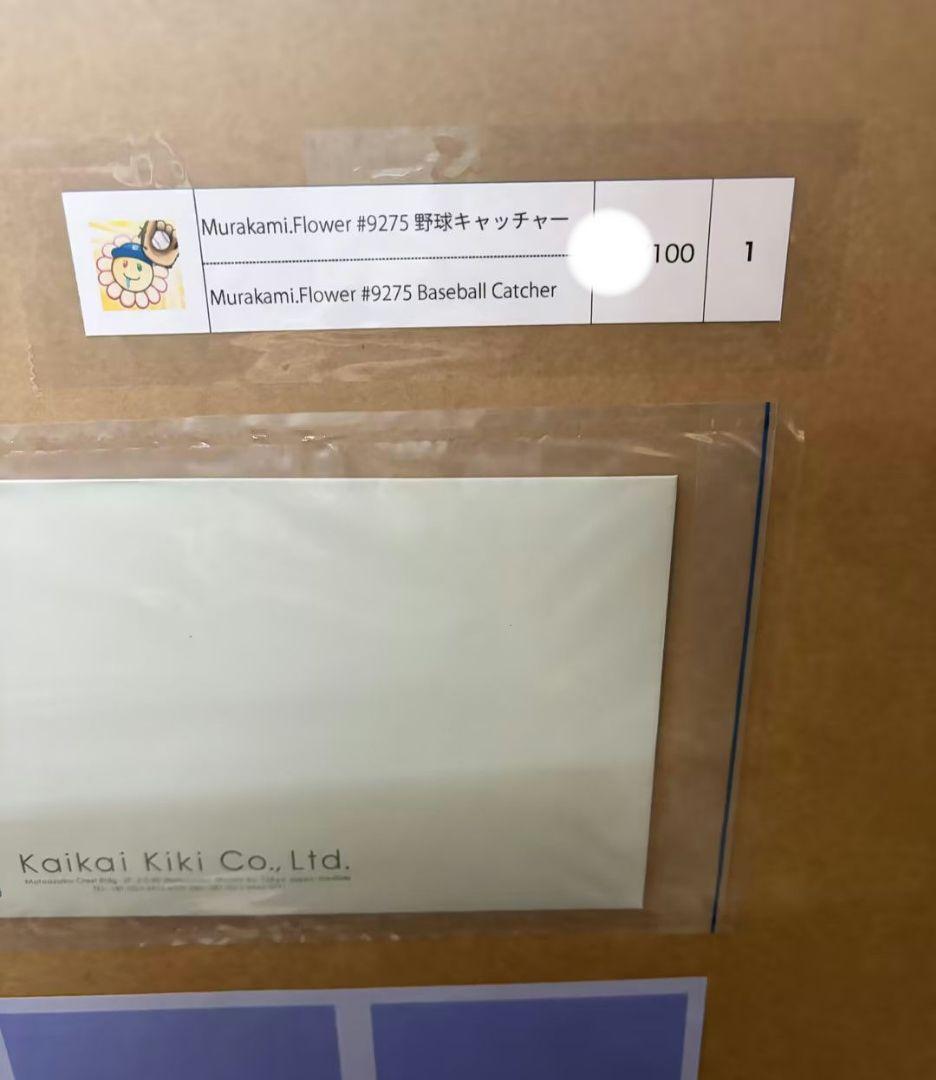 Murakami.Flower #9275 野球キャッチャー
Murakami.Flower #9275 Baseball Catcher
100
1
Kaikai Kiki Co., Ltd.